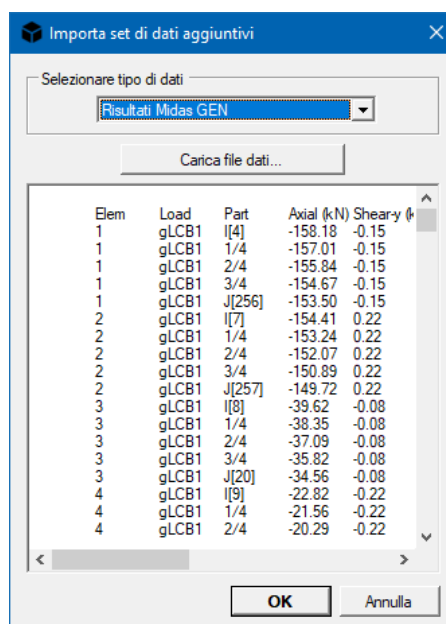 Importa set di dati aggiuntivi
Selezionare tipo di dati
Risultati Midas GEN
Carica file dati...
Elem Load Part Axial (kN) Shear-y (k
1 gLCB1 I[4] -158.18 -0.15
1 gLCB1 1/4 -157.01 -0.15
1 gLCB1 2/4 -155.84 -0.15
1 gLCB1 3/4 -154.67 -0.15
1 gLCB1 J[256] -153.50 -0.15
2 gLCB1 I[7] -154.41 0.22
2 gLCB1 1/4 -153.24 0.22
2 gLCB1 2/4 -152.07 0.22
2 gLCB1 3/4 -150.89 0.22
2 gLCB1 J[257] -149.72 0.22
3 gLCB1 I[8] -39.62 -0.08
3 gLCB1 1/4 -38.35 -0.08
3 gLCB1 2/4 -37.09 -0.08
3 gLCB1 3/4 -35.82 -0.08
3 gLCB1 J[20] -34.56 -0.08
4 gLCB1 I[9] -22.82 -0.22
4 gLCB1 1/4 -21.56 -0.22
4 gLCB1 2/4 -20.29 -0.22
OK Annulla